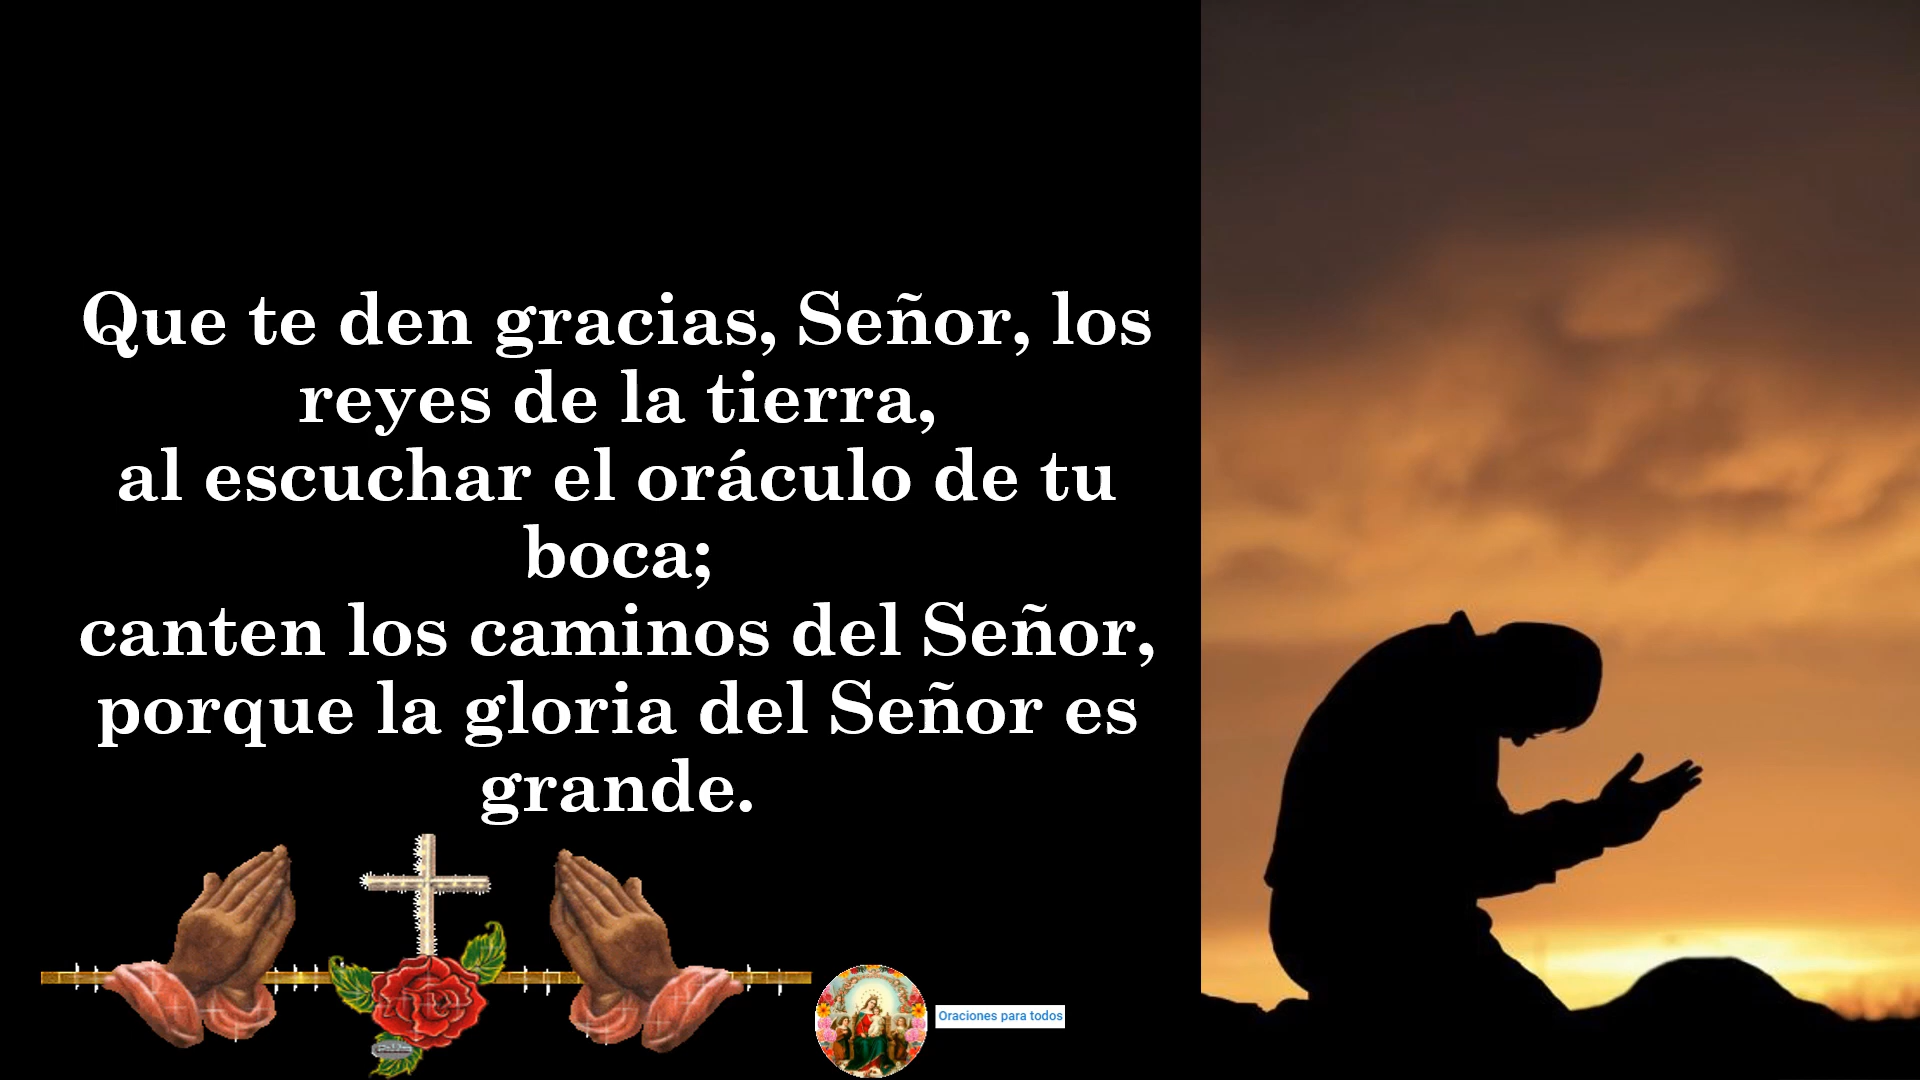 Que te den gracias, Señor, los
reyes de la tierra,
al escuchar el oráculo de tu
boca;
canten los caminos del Señor,
porque la gloria del Señor es
grande.
Oraciones para todos